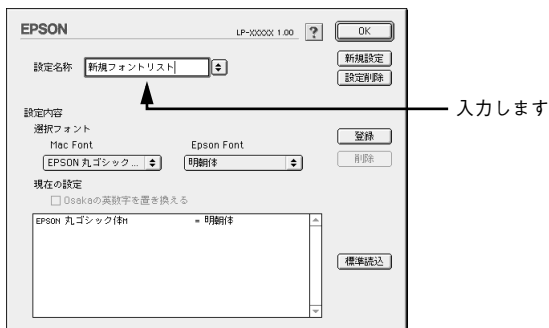 EPSON
LP-XXXXX 1.00
?
OK
設定名称
新規フォントリスト
新規設定
設定削除
入力します
設定内容
選択フォント
Mac Font
Epson Font
登録
EPSON 丸ゴシック...
明朝体
削除
現在の設定
Osakaの英数字を置き換える
EPSON 丸ゴシック体M = 明朝体
標準読込